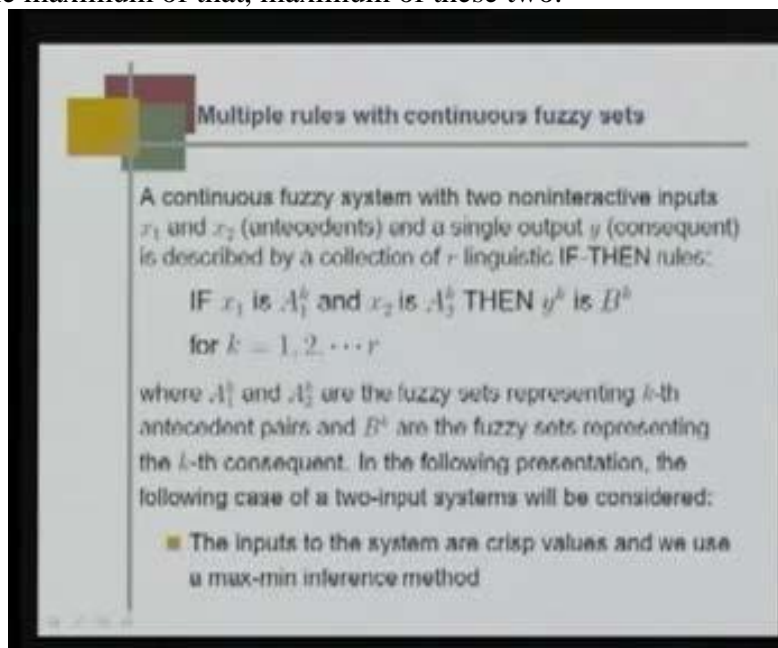 maximum of that, maximum of these two.
Multiple rules with continuous fuzzy sets
A continuous fuzzy system with two noninteractive inputs
x₁ and x₂ (antecedents) and a single output y (consequent)
is described by a collection of r linguistic IF-THEN rules:
IF x₁ is A₁ᵏ and x₂ is A₂ᵏ THEN yᵏ is Bᵏ
for k = 1, 2, ⋯ r
where A₁ᵏ and A₂ᵏ are the fuzzy sets representing k-th
antecedent pairs and Bᵏ are the fuzzy sets representing
the k-th consequent. In the following presentation, the
following case of a two-input systems will be considered:
The inputs to the system are crisp values and we use
a max-min inference method